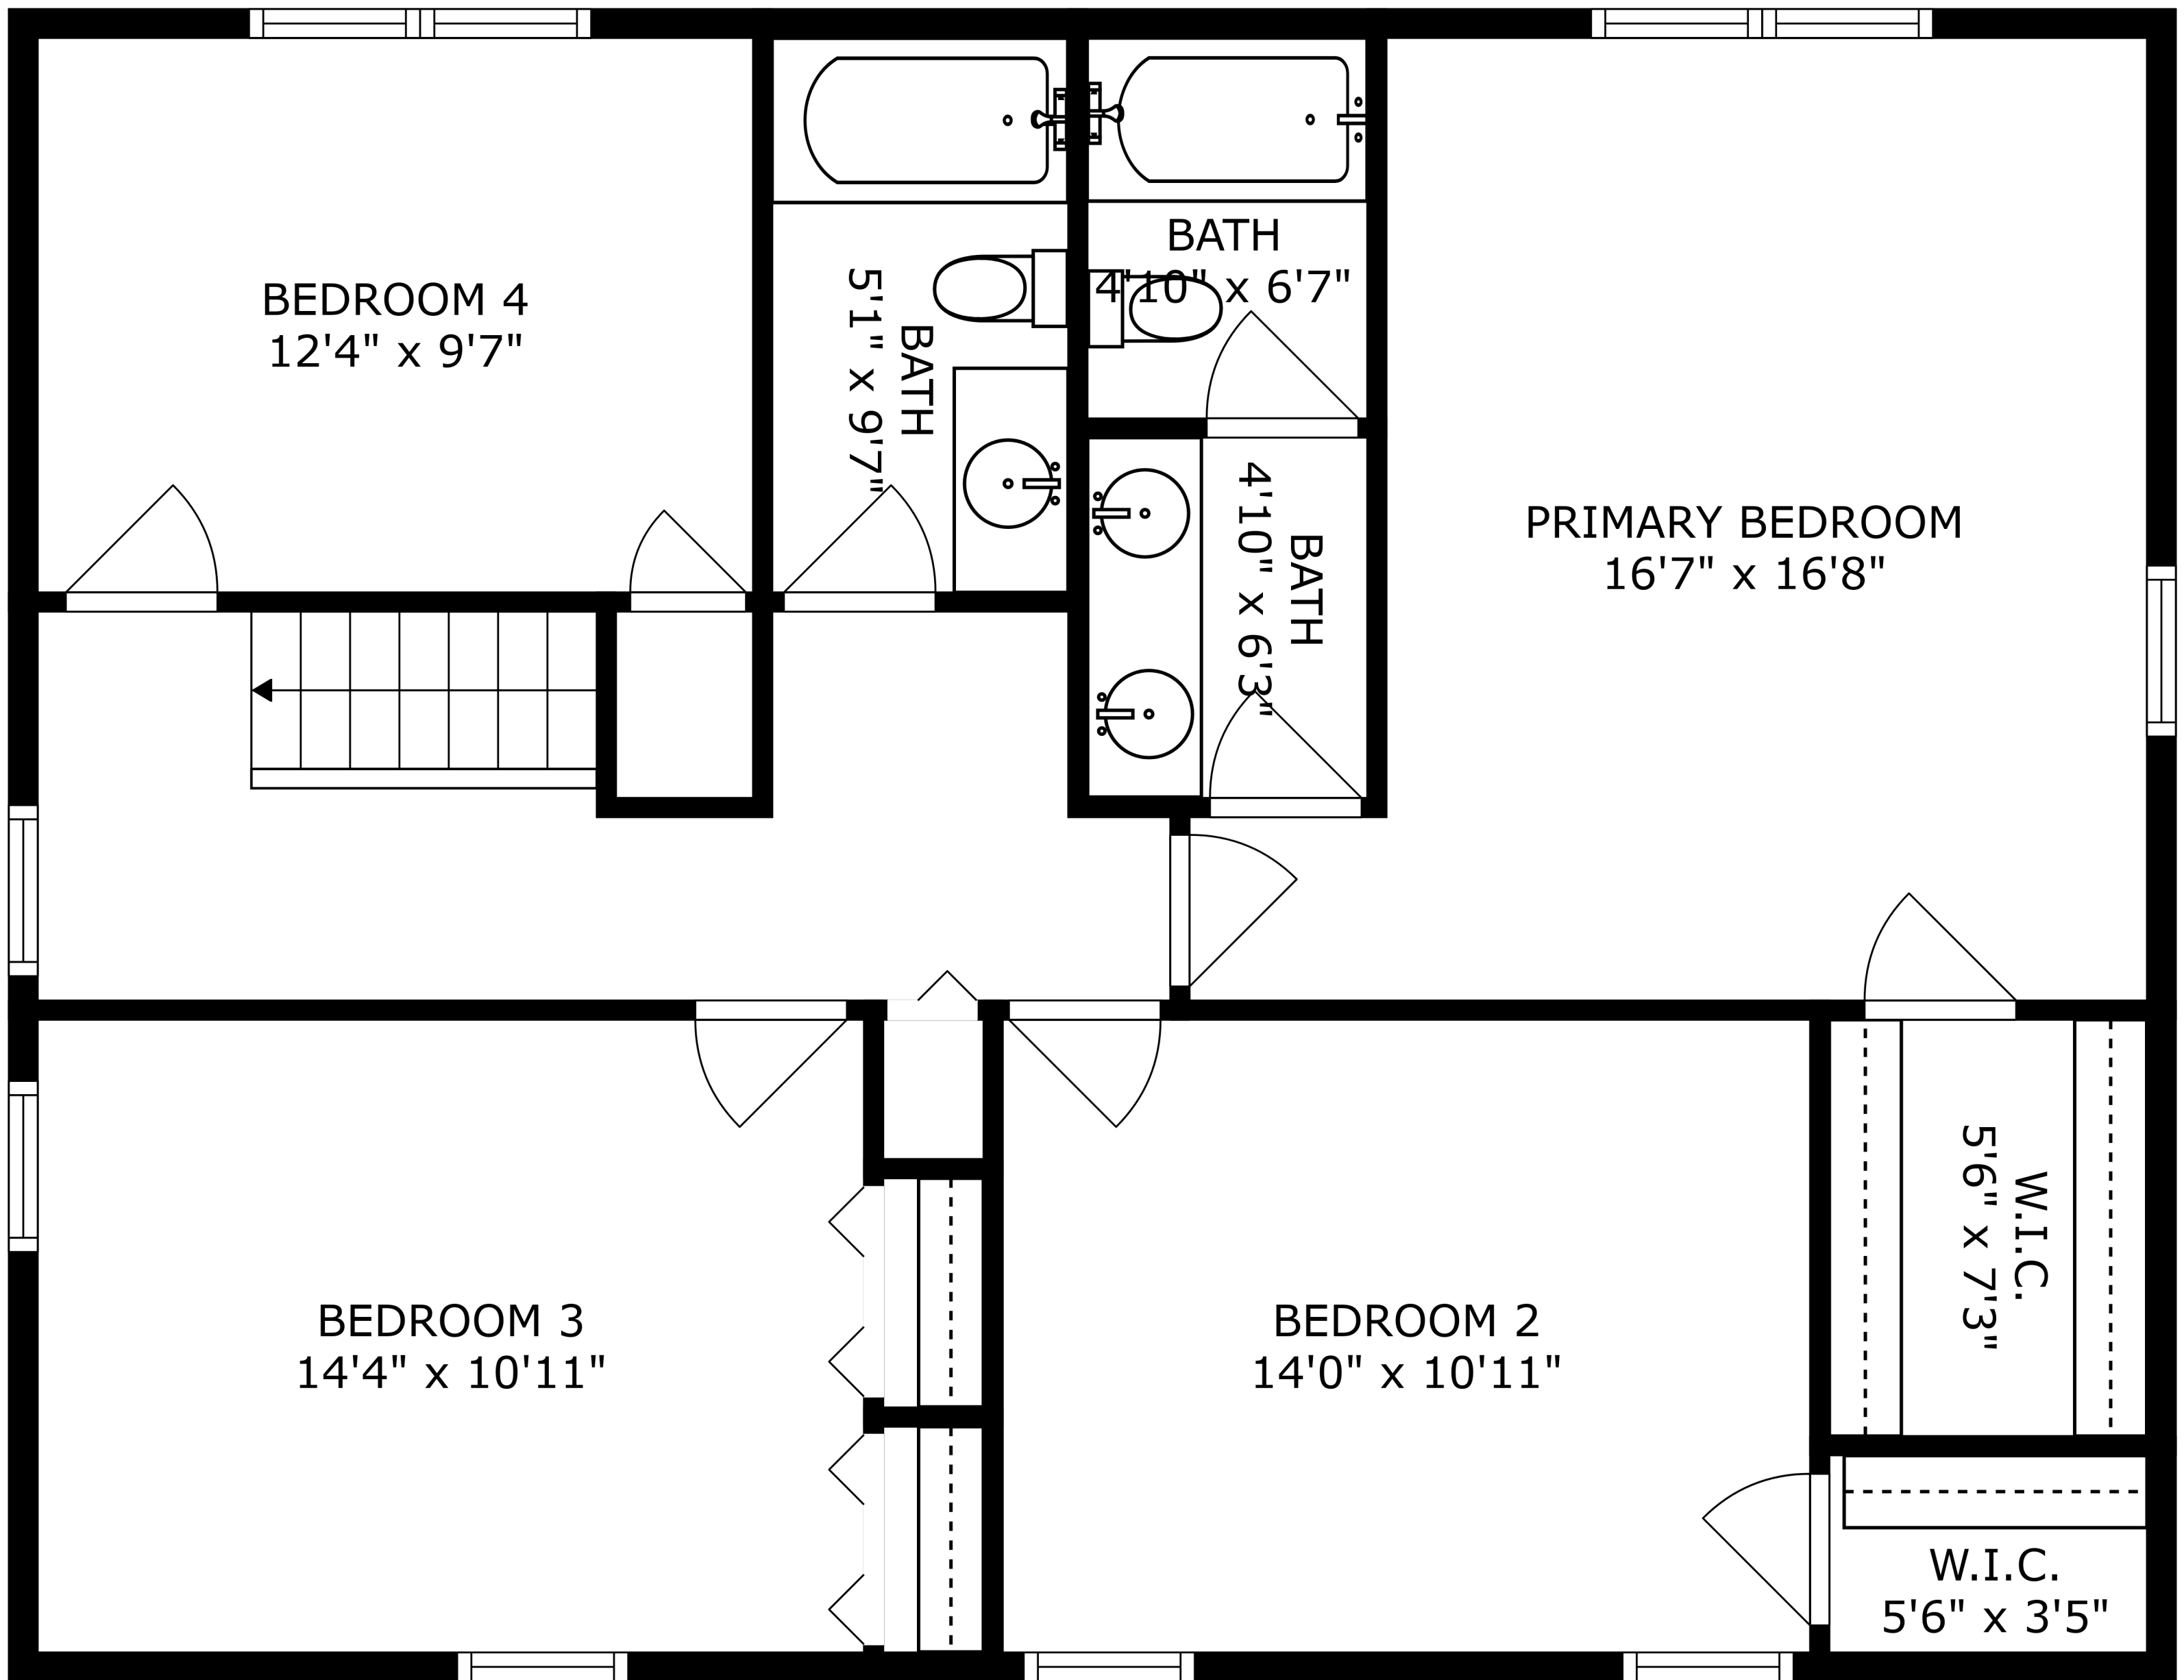 BATH
4'10" x 6'7"
BEDROOM 4
12'4" x 9'7"
BATH
5'1" x 9'7"
BATH
4'10" x 6'3"
PRIMARY BEDROOM
16'7" x 16'8"
BEDROOM 3
14'4" x 10'11"
BEDROOM 2
14'0" x 10'11"
W.I.C.
5'6" x 7'3"
W.I.C.
5'6" x 3'5"